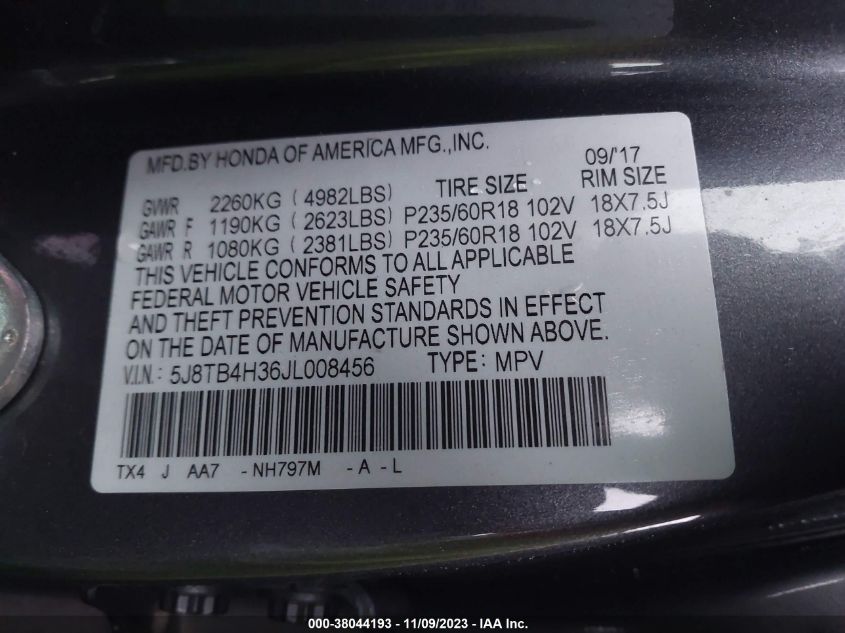 MFD.BY HONDA OF AMERICA MFG.,INC. 09/'17
TIRE SIZE RIM SIZE
GVWR 2260KG (4982LBS)
GAWR F 1190KG (2623LBS) P235/60R18 102V 18X7.5J
GAWR R 1080KG (2381LBS) P235/60R18 102V 18X7.5J
THIS VEHICLE CONFORMS TO ALL APPLICABLE
FEDERAL MOTOR VEHICLE SAFETY
AND THEFT PREVENTION STANDARDS IN EFFECT
ON THE DATE OF MANUFACTURE SHOWN ABOVE.
V.I.N.: 5J8TB4H36JL008456 TYPE: MPV
TX4 J AA7 -NH797M -A -L
000-38044193 - 11/09/2023 - IAA Inc.